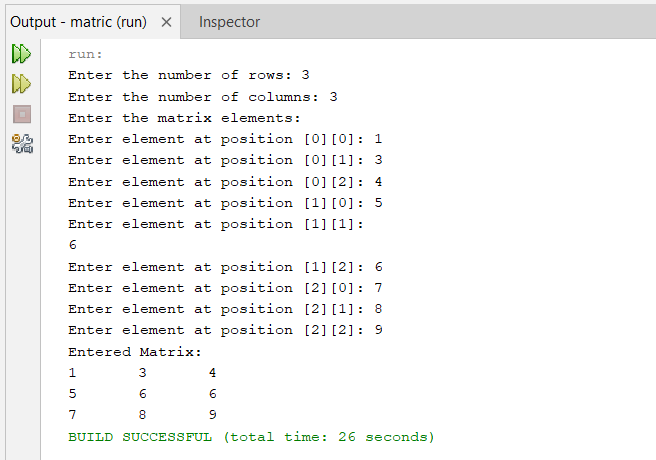 Output - matric (run) × Inspector
run:
Enter the number of rows: 3
Enter the number of columns: 3
Enter the matrix elements:
Enter element at position [0][0]: 1
Enter element at position [0][1]: 3
Enter element at position [0][2]: 4
Enter element at position [1][0]: 5
Enter element at position [1][1]:
6
Enter element at position [1][2]: 6
Enter element at position [2][0]: 7
Enter element at position [2][1]: 8
Enter element at position [2][2]: 9
Entered Matrix:
1 3 4
5 6 6
7 8 9
BUILD SUCCESSFUL (total time: 26 seconds)